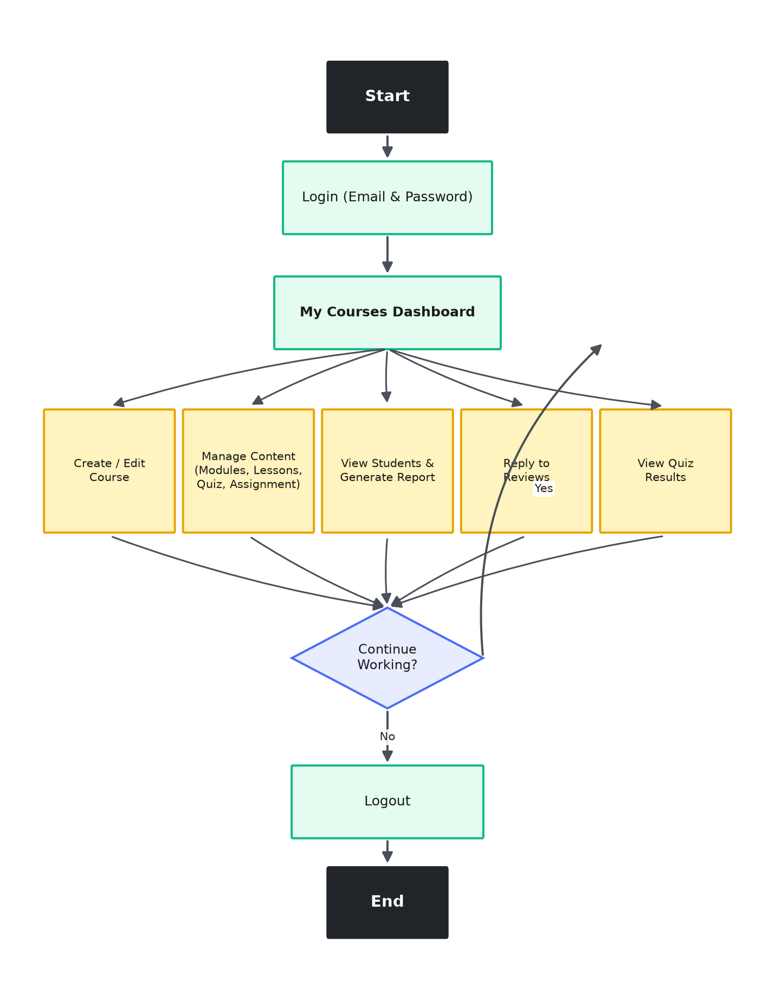 Start
Login (Email & Password)
My Courses Dashboard
Create / Edit
Course
Manage Content
(Modules, Lessons,
Quiz, Assignment)
View Students &
Generate Report
Reply to
Reviews
View Quiz
Results
Yes
Continue
Working?
No
Logout
End